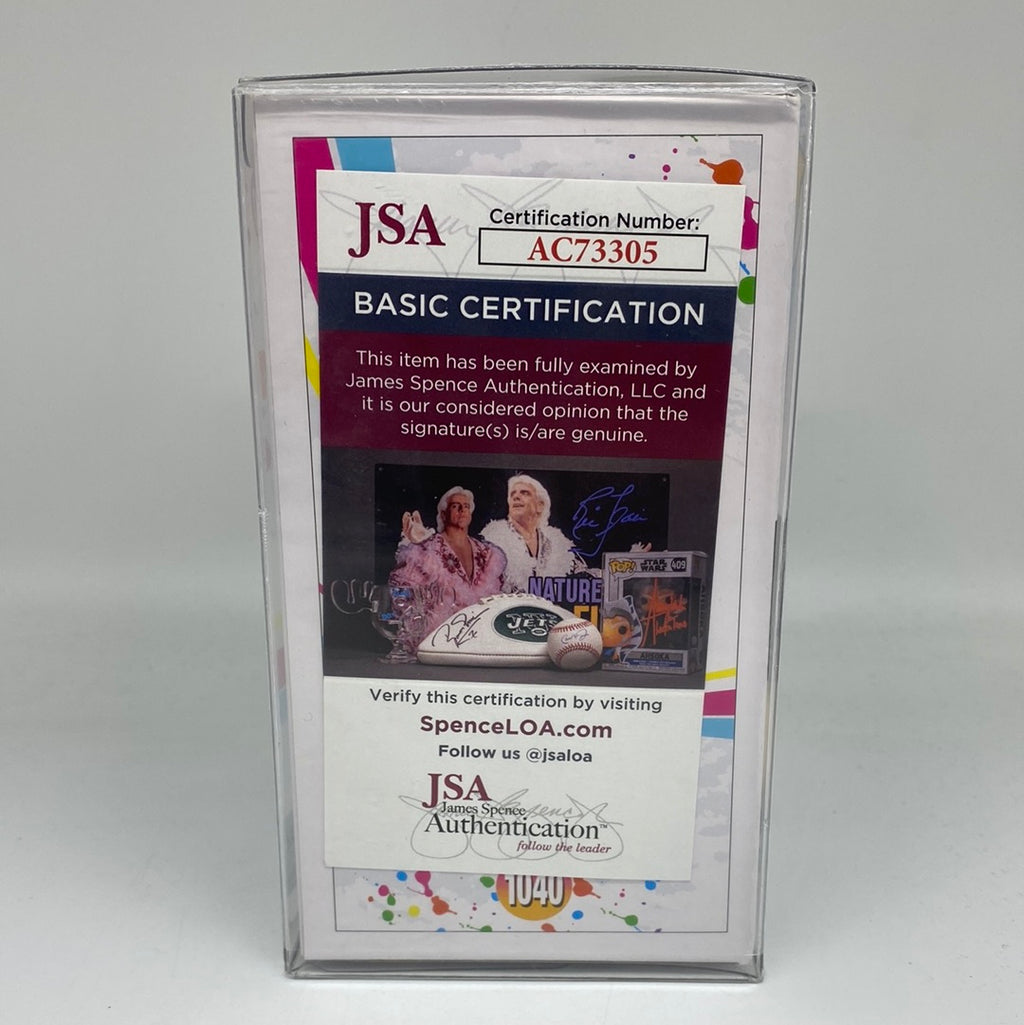 JSA
Certification Number:
AC73305
BASIC CERTIFICATION
This item has been fully examined by
James Spence Authentication, LLC and
it is our considered opinion that the
signature(s) is/are genuine.
POP!
STAR
WARS
409
NATURE
JETS
AHSOKA
Verify this certification by visiting
SpenceLOA.com
Follow us @jsaloa
JSA
James Spence
Authentication™
follow the leader
1040